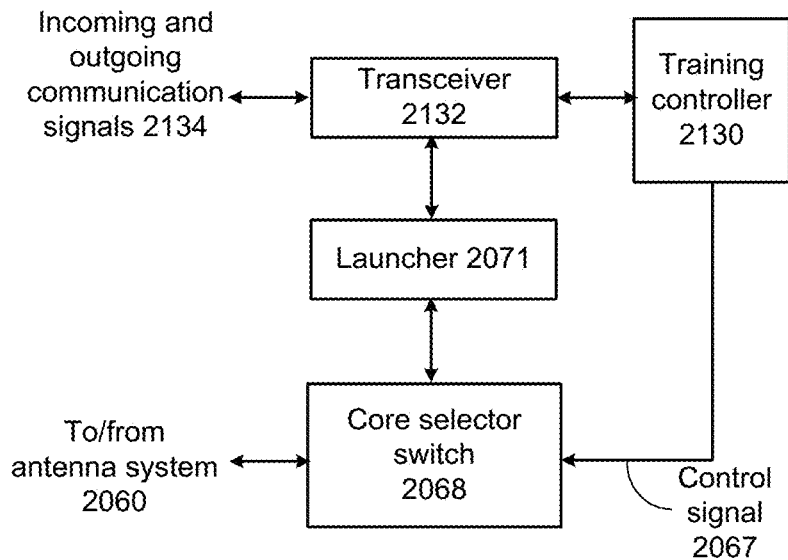 Incoming and
outgoing
communication
signals 2134
Transceiver
2132
Training
controller
2130
Launcher 2071
Core selector
switch
2068
To/from
antenna system
2060
Control
signal
2067